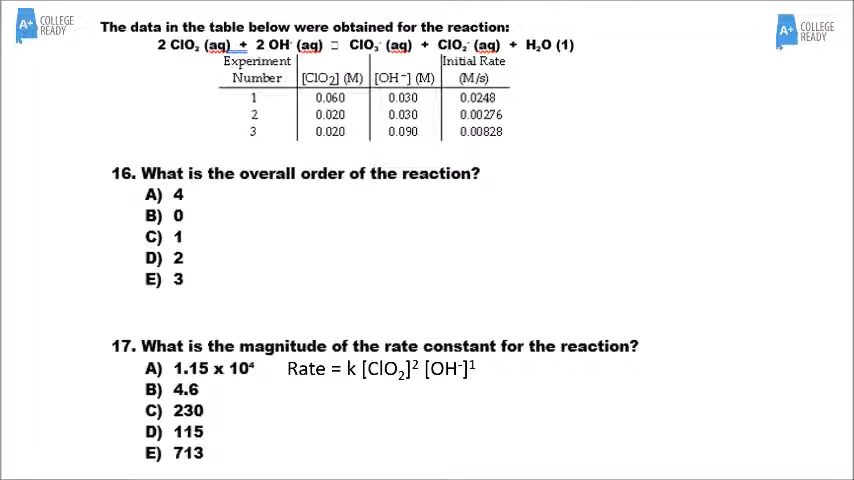 A+ COLLEGE READY
A+ COLLEGE READY
The data in the table below were obtained for the reaction:
2 ClO₂ (aq) + 2 OH⁻ (aq) □ ClO₃⁻ (aq) + ClO₂⁻ (aq) + H₂O (1)
Experiment Number [ClO₂] (M) [OH⁻] (M) Initial Rate (M/s)
1 0.060 0.030 0.0248
2 0.020 0.030 0.00276
3 0.020 0.090 0.00828
16. What is the overall order of the reaction?
A) 4
B) 0
C) 1
D) 2
E) 3
17. What is the magnitude of the rate constant for the reaction?
A) 1.15 x 10⁴ Rate = k [ClO₂]² [OH⁻]¹
B) 4.6
C) 230
D) 115
E) 713